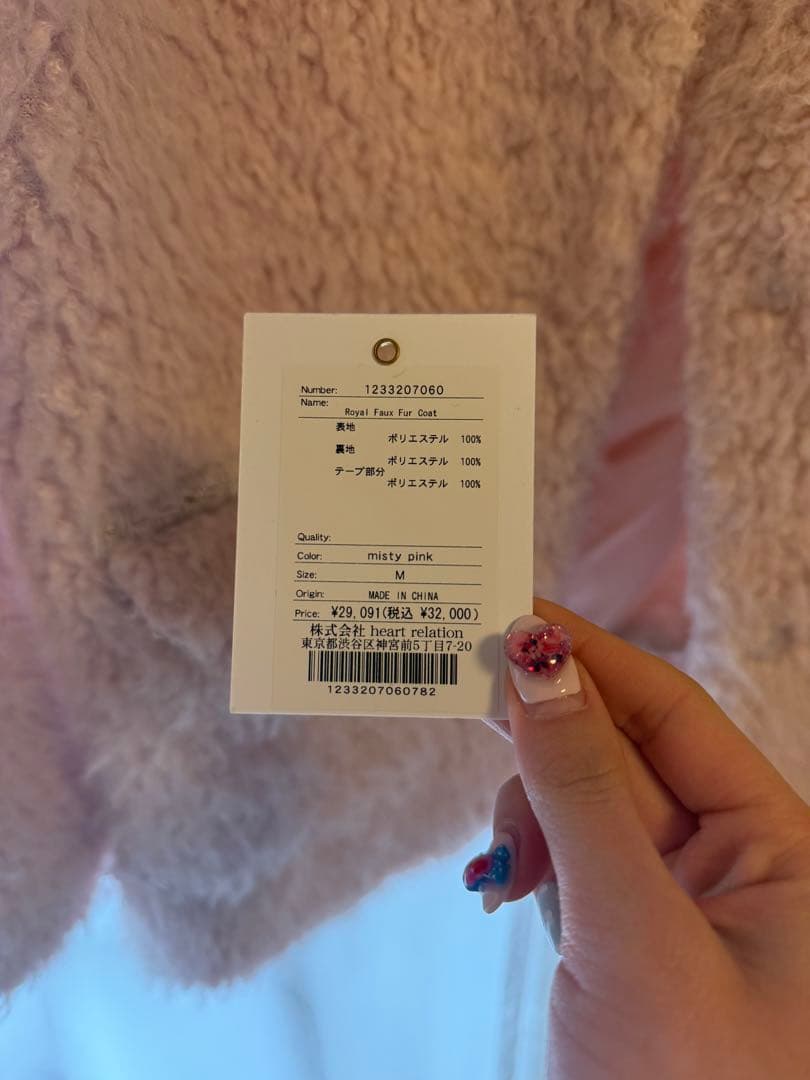 Number: 1233207060
Name:
Royal Faux Fur Coat
表地
ポリエステル 100%
裏地
ポリエステル 100%
テープ部分
ポリエステル 100%
Quality:
Color: misty pink
Size: M
Origin: MADE IN CHINA
Price: ¥29,091(税込 ¥32,000)
株式会社 heart relation
東京都渋谷区神宮前5丁目7-20
1233207060782